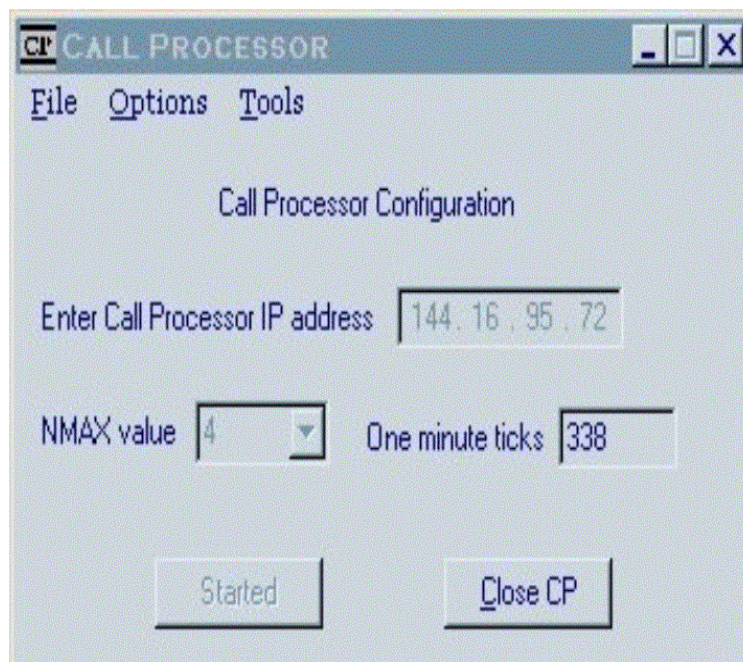 CP CALL PROCESSOR
File Options Tools
Call Processor Configuration
Enter Call Processor IP address 144 . 16 . 95 . 72
NMAX value 4 One minute ticks 338
Started Close CP